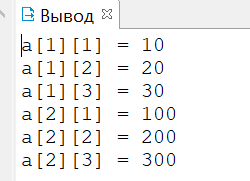 Вывод
a[1][1] = 10
a[1][2] = 20
a[1][3] = 30
a[2][1] = 100
a[2][2] = 200
a[2][3] = 300